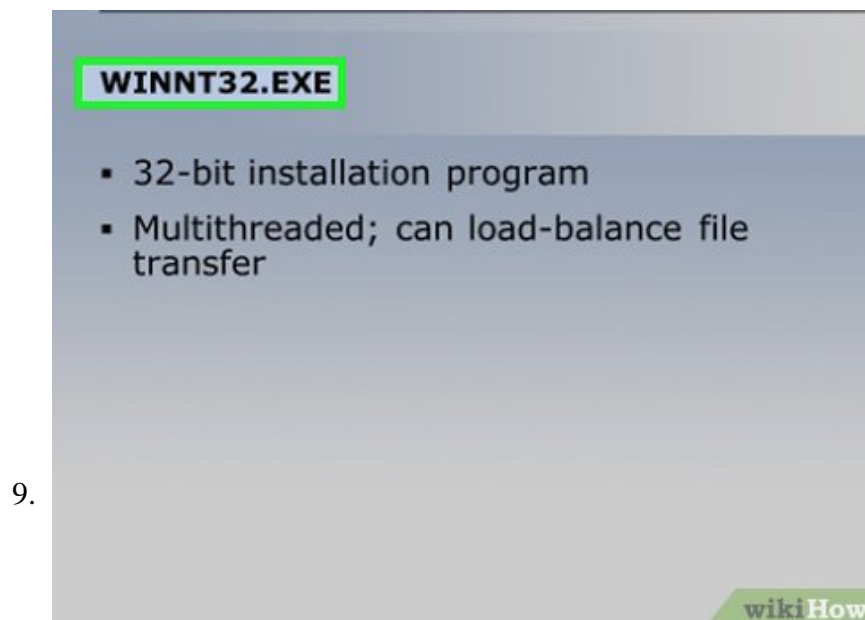 WINNT32.EXE
▪ 32-bit installation program
▪ Multithreaded; can load-balance file
transfer
9.
wikiHow